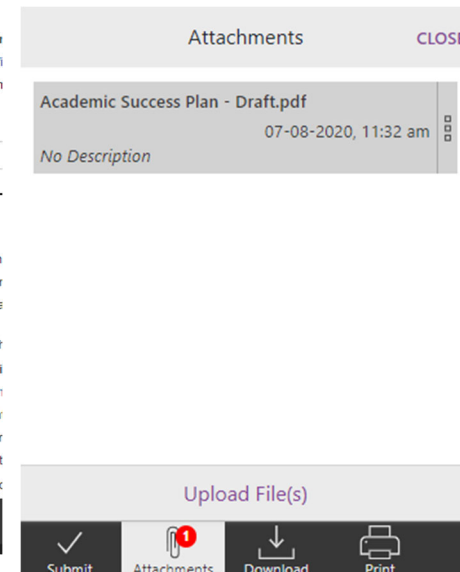 Attachments
Academic Success Plan - Draft.pdf
07-08-2020, 11:32 am
No Description
Upload File(s)
1
Submit
Attachments
Download
Print